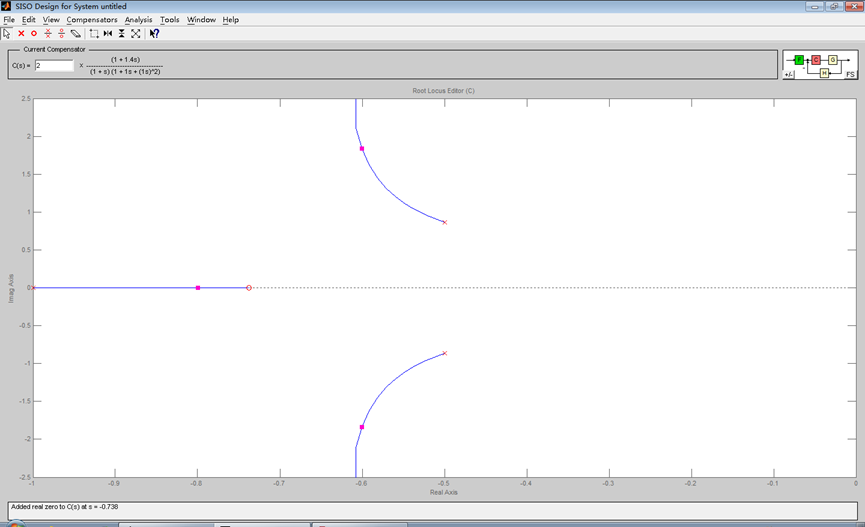 SISO Design for System untitled
File Edit View Compensators Analysis Tools Window Help
Current Compensator
C(s) = 2 x (1 + 1.4s)
(1 + s) (1 + 1s + (1s)^2)
F C G
H
+/- FS
Root Locus Editor (C)
2.5
2
1.5
1
0.5
0
-0.5
-1
-1.5
-2
-2.5
Imag Axis
-1 -0.9 -0.8 -0.7 -0.6 -0.5 -0.4 -0.3 -0.2 -0.1 0
Real Axis
Added real zero to C(s) at s = -0.738